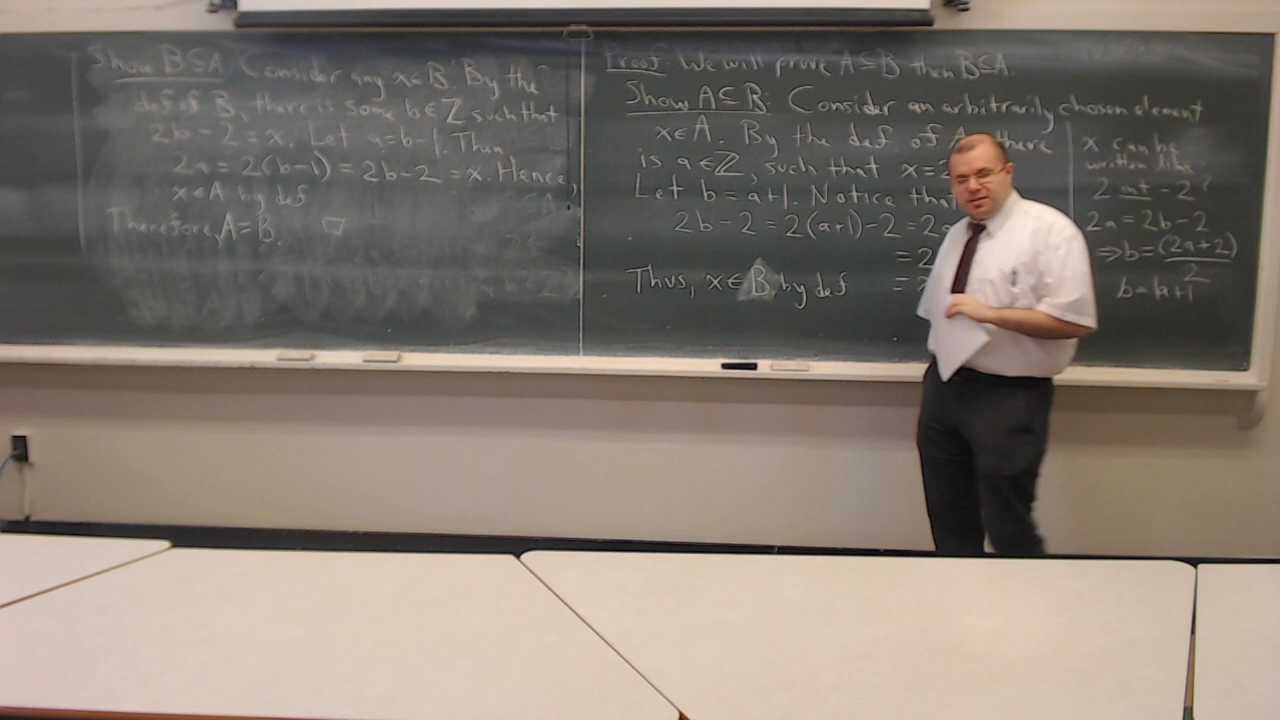 Show B⊆A Consider any x∈B. By the
def of B, there is some b∈ℤ such that
2b-2=x. Let a=b-1. Then
2a=2(b-1)=2b-2=x. Hence,
x∈A by def
Therefore, A=B. □
Proof: We will prove A⊆B then B⊆A.
Show A⊆B: Consider an arbitrarily chosen element
x∈A. By the def of A, there
is a∈ℤ, such that x=2
Let b=a+1. Notice that
2b-2=2(a+1)-2=2a
=2
=
Thus, x∈B by def
x can be
written like
2 int -2?
2a=2b-2
⇒b=(2a+2)
2
b=a+1